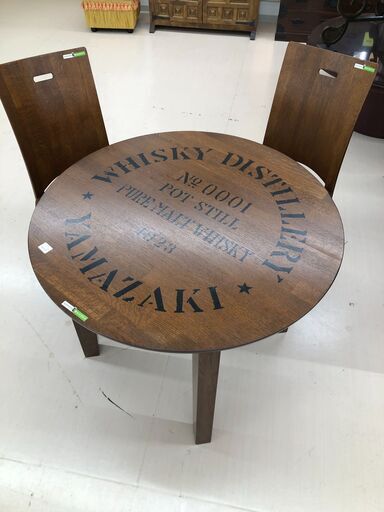 WHISKY DISTILLERY
No 0001
POT STILL
PURE MALT WHISKY
1923
★ YAMAZAKI ★